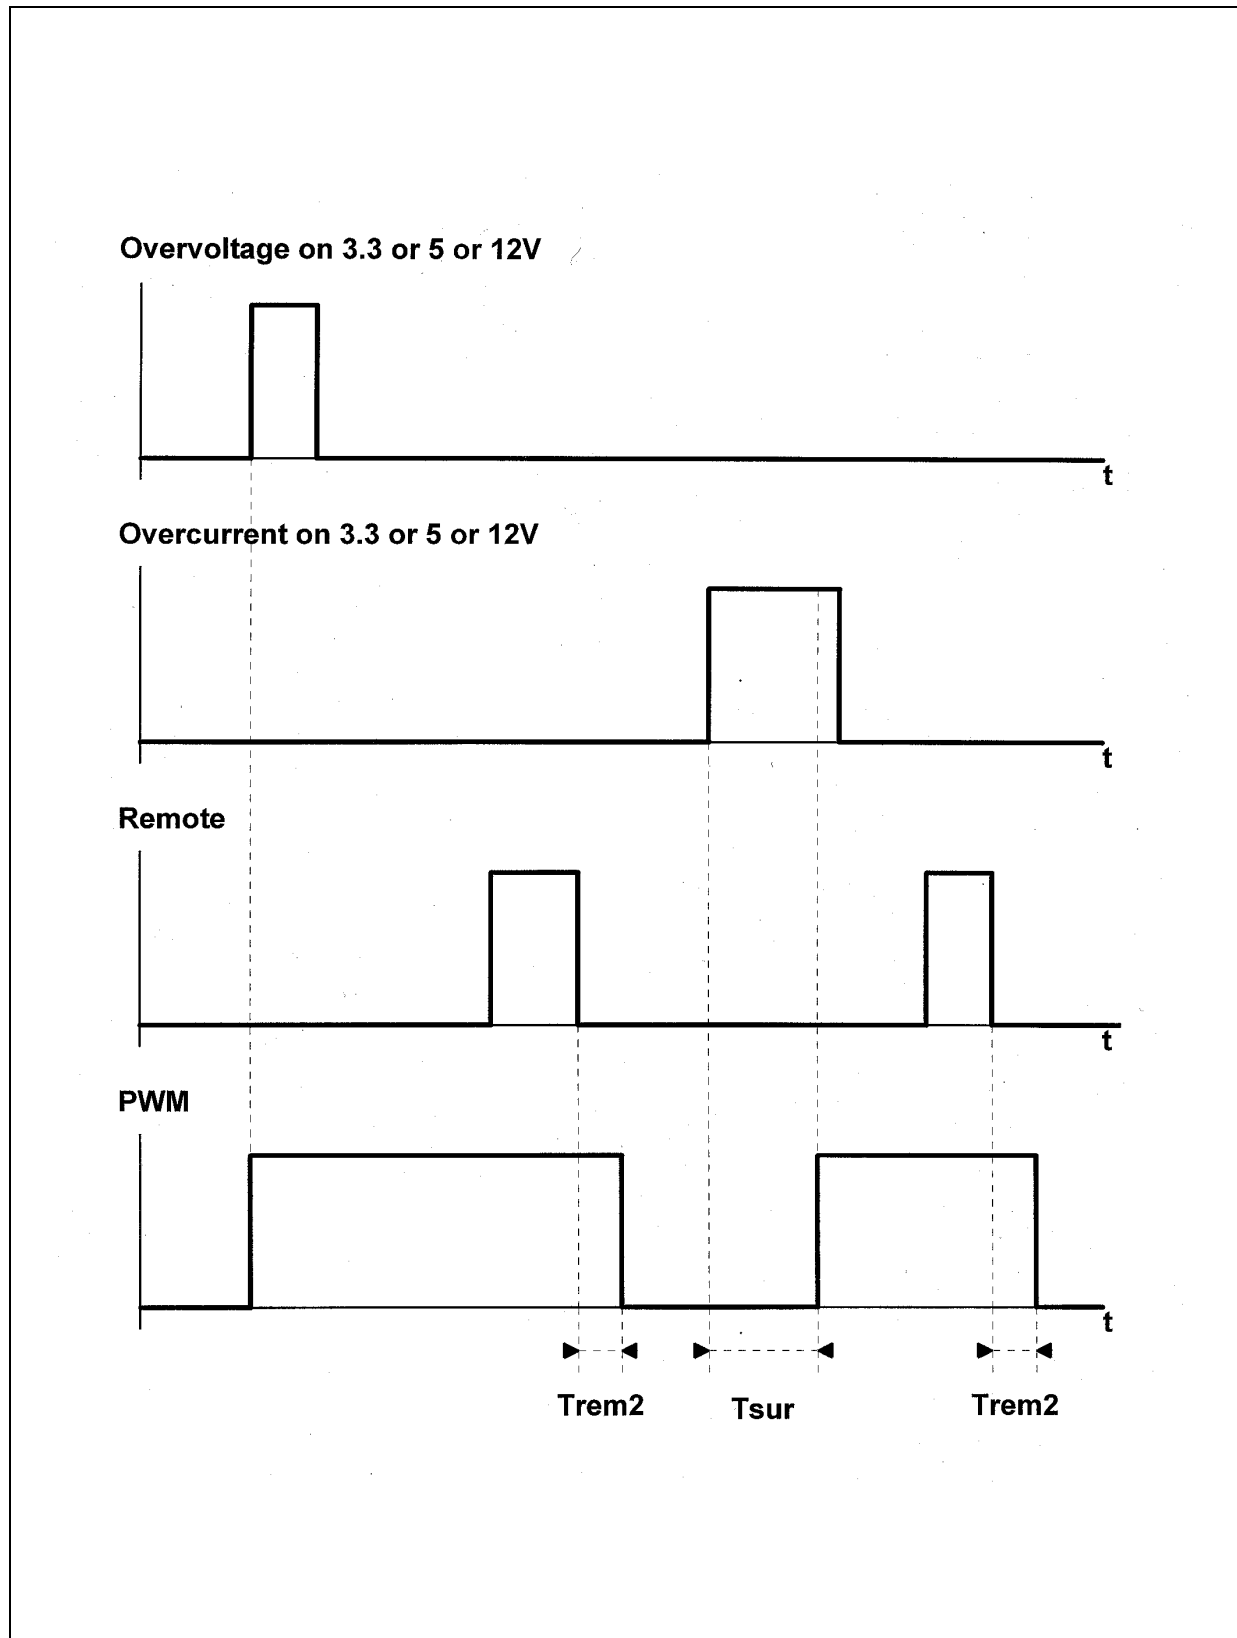 Overvoltage on 3.3 or 5 or 12V
t
Overcurrent on 3.3 or 5 or 12V
t
Remote
t
PWM
t
Trem2 Tsur Trem2